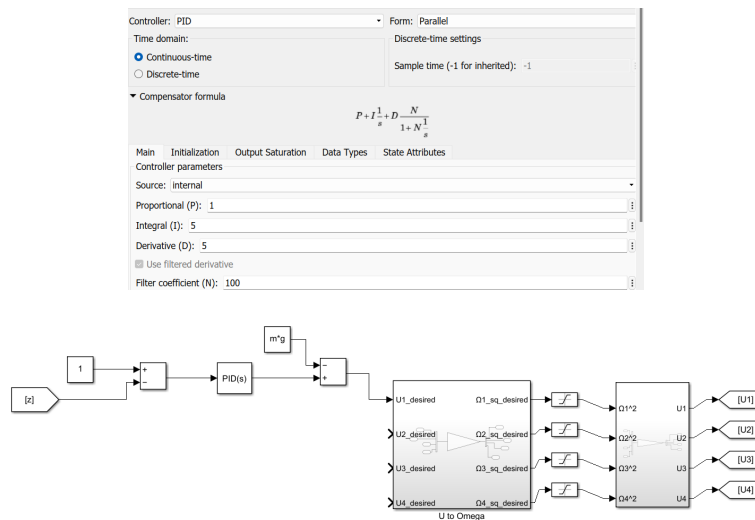 Controller: PID
Form: Parallel
Time domain:
Continuous-time
Discrete-time
Discrete-time settings
Sample time (-1 for inherited): -1
Compensator formula
P+I 1/s +D N/(1+N 1/s)
Main Initialization Output Saturation Data Types State Attributes
Controller parameters
Source: internal
Proportional (P): 1
Integral (I): 5
Derivative (D): 5
Use filtered derivative
Filter coefficient (N): 100
m*g
1
+
−
−
+
[z]
PID(s)
U1_desired Ω1_sq_desired
U2_desired Ω2_sq_desired
U3_desired Ω3_sq_desired
U4_desired Ω4_sq_desired
U to Omega
Ω1^2 U1
Ω2^2 U2
Ω3^2 U3
Ω4^2 U4
[U1]
[U2]
[U3]
[U4]